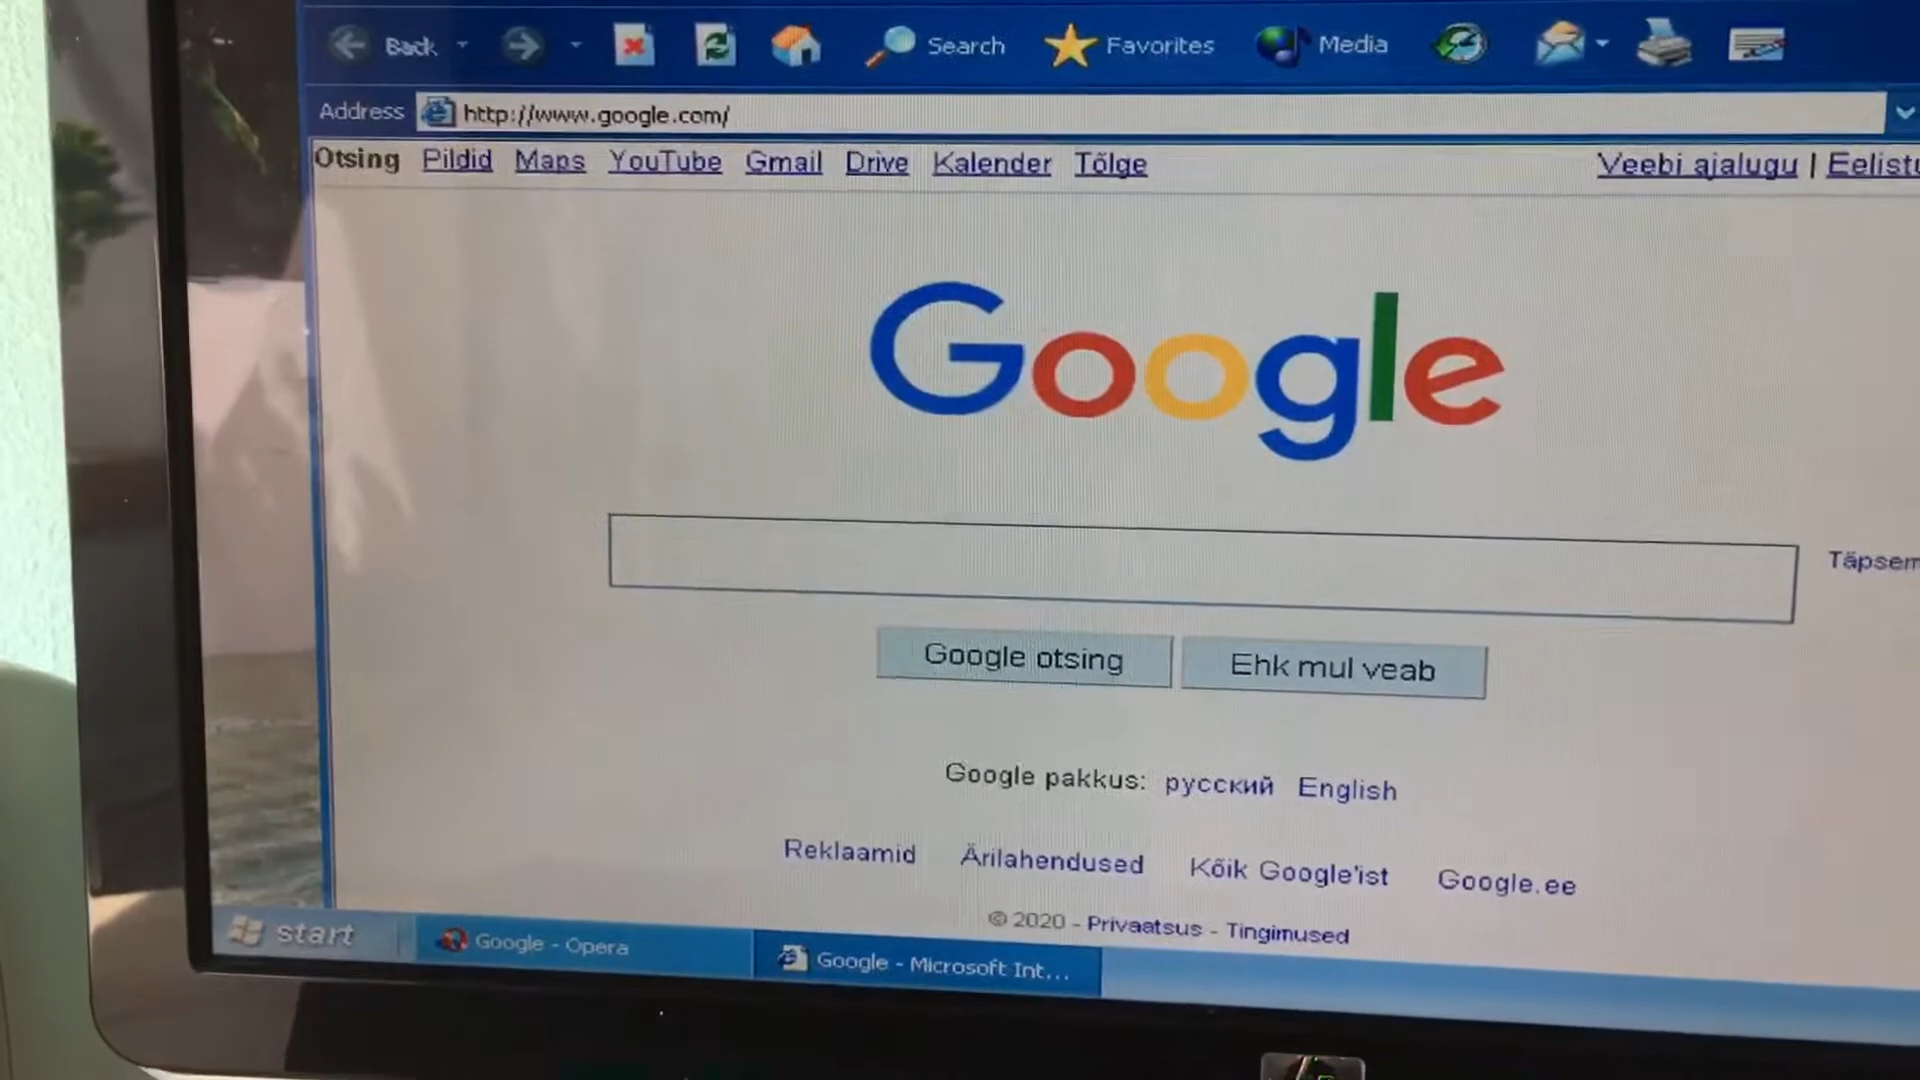 Back Search Favorites Media
Address http://www.google.com/
Otsing Pildid Maps YouTube Gmail Drive Kalender Tõlge Veebi ajalugu | Eelistu
Google
Täpsem
Google otsing Ehk mul veab
Google pakkus: русский English
Reklaamid Ärilahendused Kõik Google'ist Google.ee
© 2020 - Privaatsus - Tingimused
start Google - Opera Google - Microsoft Int...